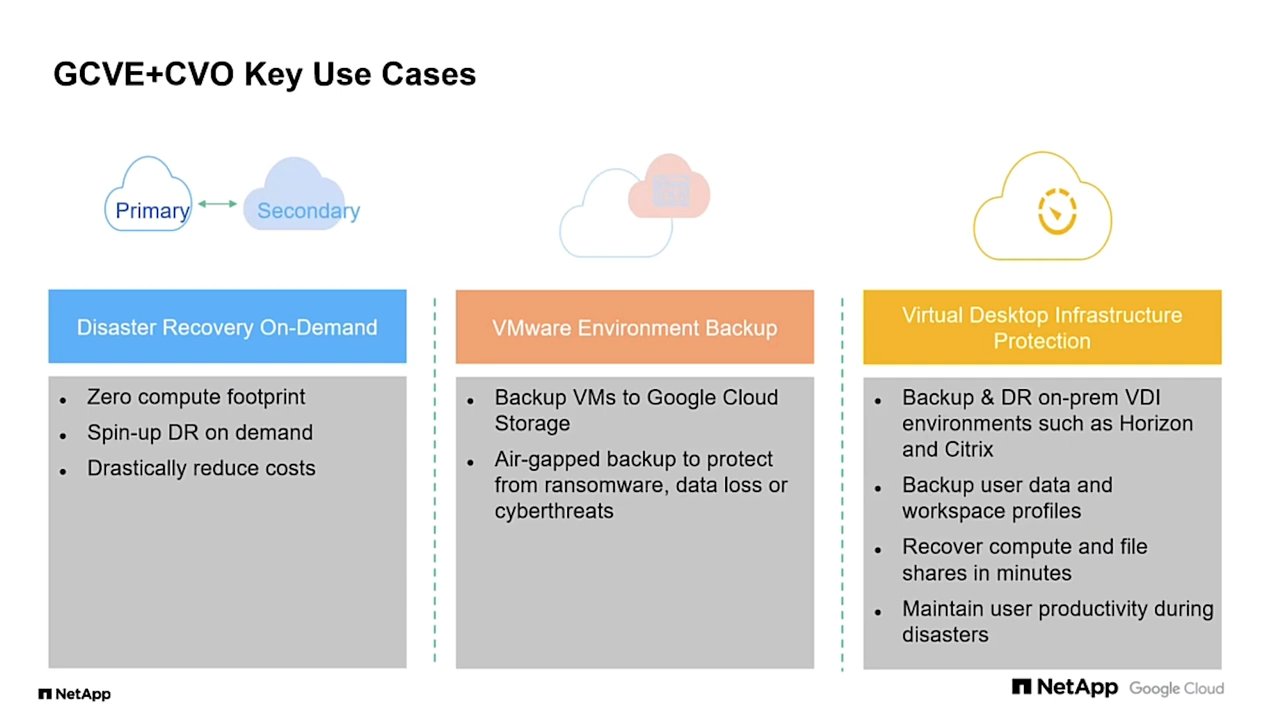 GCVE+CVO Key Use Cases
Primary
Secondary
Disaster Recovery On-Demand
• Zero compute footprint
• Spin-up DR on demand
• Drastically reduce costs
VMware Environment Backup
• Backup VMs to Google Cloud
Storage
• Air-gapped backup to protect
from ransomware, data loss or
cyberthreats
Virtual Desktop Infrastructure
Protection
• Backup & DR on-prem VDI
environments such as Horizon
and Citrix
• Backup user data and
workspace profiles
• Recover compute and file
shares in minutes
• Maintain user productivity during
disasters
NetApp
NetApp Google Cloud